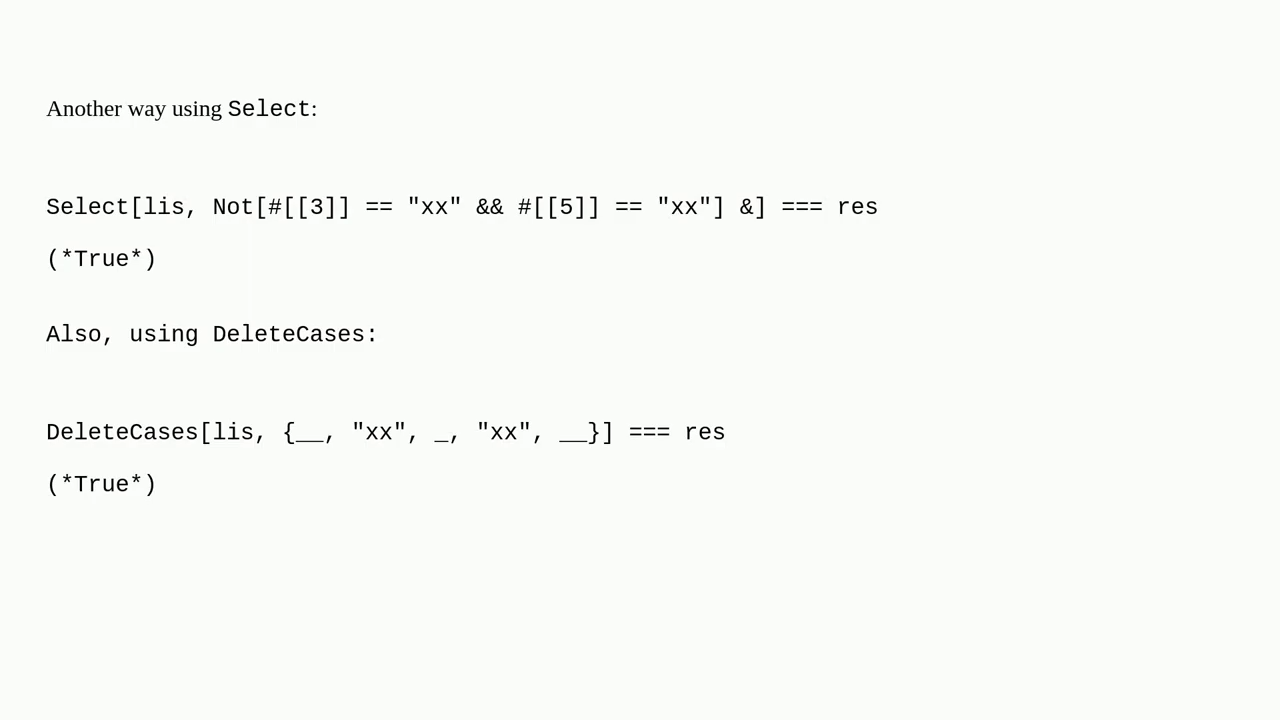 Another way using Select:
Select[lis, Not[#[[3]] == "xx" && #[[5]] == "xx"] &] === res
(*True*)
Also, using DeleteCases:
DeleteCases[lis, {__, "xx", _, "xx", __}] === res
(*True*)